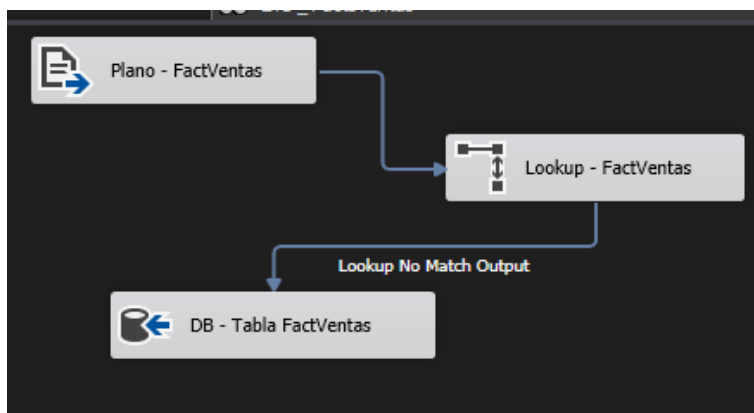 Plano - FactVentas
Lookup - FactVentas
Lookup No Match Output
DB - Tabla FactVentas